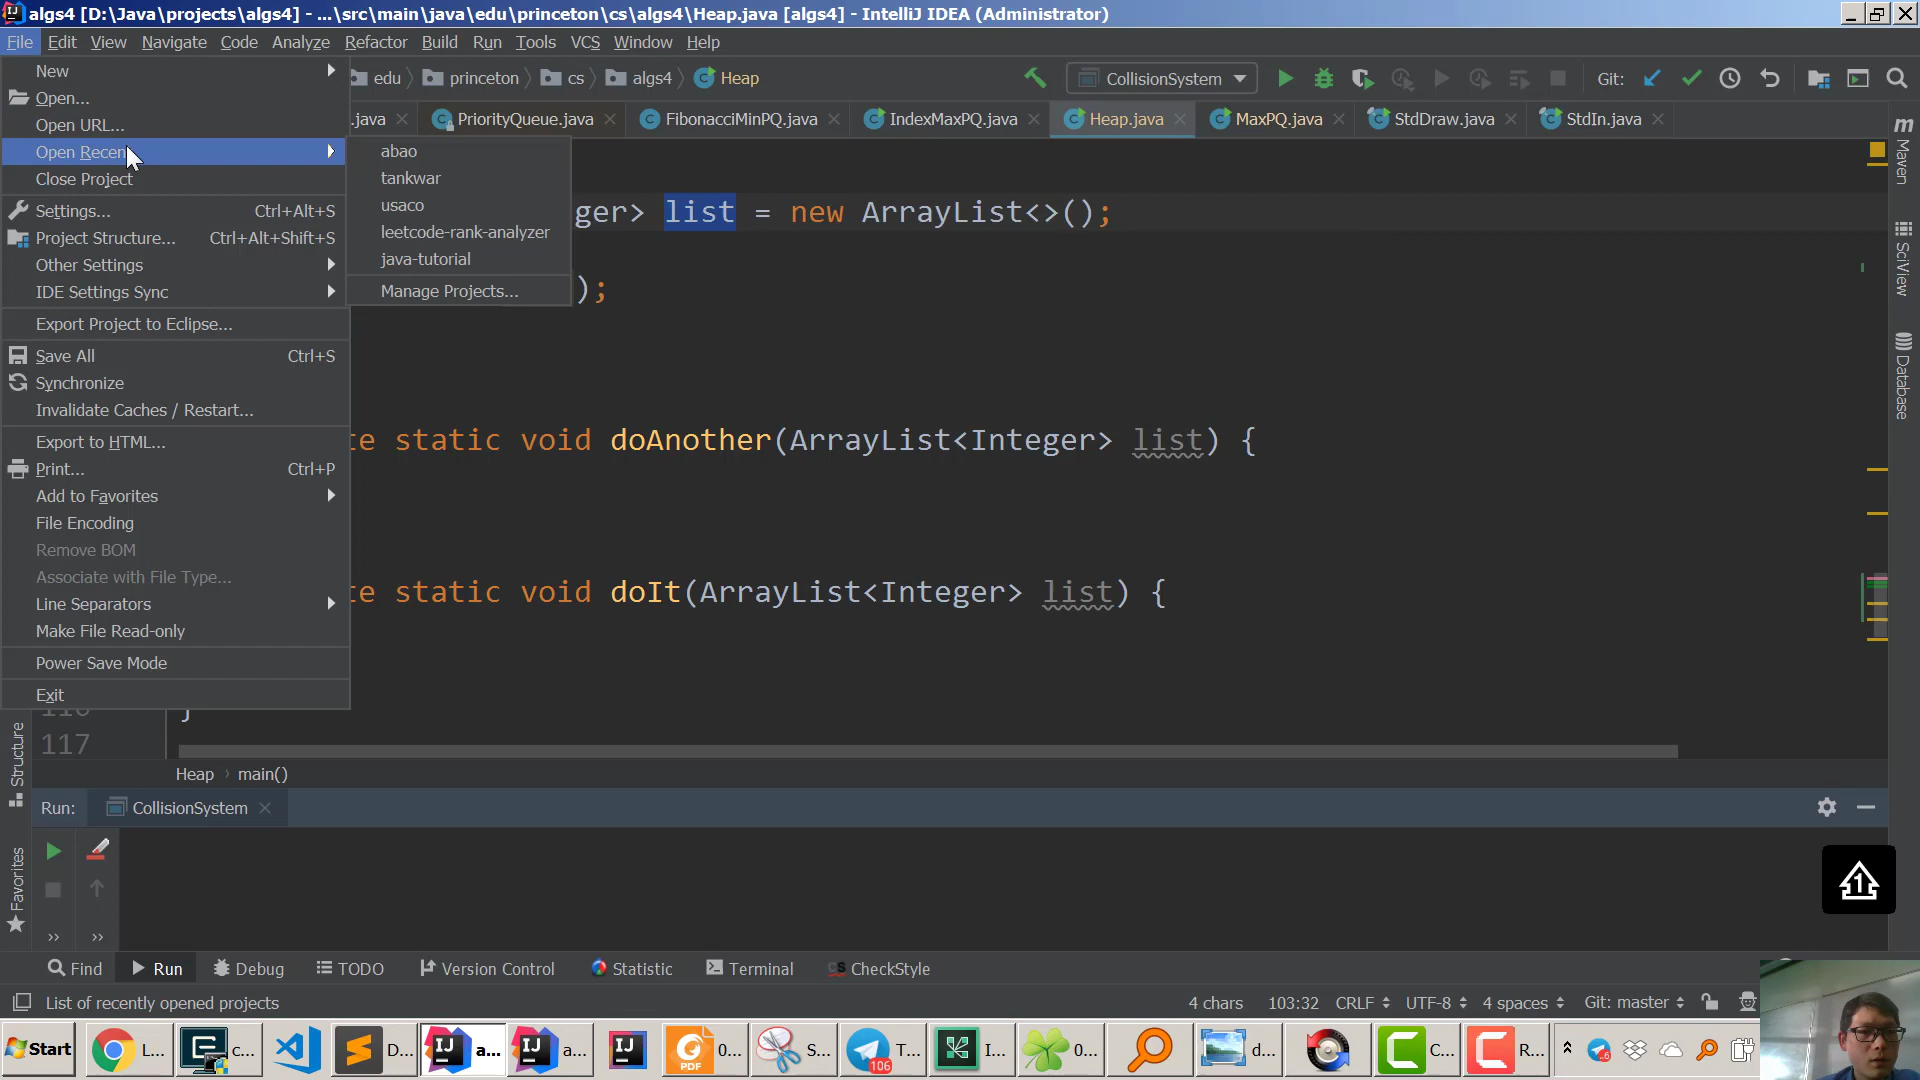 algs4 [D:\Java\projects\algs4] - ...\src\main\java\edu\princeton\cs\algs4\Heap.java [algs4] - IntelliJ IDEA (Administrator)
File Edit View Navigate Code Analyze Refactor Build Run Tools VCS Window Help
edu princeton cs algs4 Heap CollisionSystem Git:
.java PriorityQueue.java FibonacciMinPQ.java IndexMaxPQ.java Heap.java MaxPQ.java StdDraw.java StdIn.java
New
Open...
Open URL...
Open Recen
Close Project
Settings... Ctrl+Alt+S
Project Structure... Ctrl+Alt+Shift+S
Other Settings
IDE Settings Sync
Export Project to Eclipse...
Save All Ctrl+S
Synchronize
Invalidate Caches / Restart...
Export to HTML...
Print... Ctrl+P
Add to Favorites
File Encoding
Remove BOM
Associate with File Type...
Line Separators
Make File Read-only
Power Save Mode
Exit
abao
tankwar
usaco
leetcode-rank-analyzer
java-tutorial
Manage Projects...
ger> list = new ArrayList<>();
);
te static void doAnother(ArrayList<Integer> list) {
te static void doIt(ArrayList<Integer> list) {
}
117
Maven
SciView
Database
Structure
Favorites
Heap › main()
Run: CollisionSystem
Find Run Debug TODO Version Control Statistic Terminal CheckStyle
List of recently opened projects 4 chars 103:32 CRLF UTF-8 4 spaces Git: master
Start L... c... D... a... a... 0... S... T... I... 0... d... C... R...
PDF
106